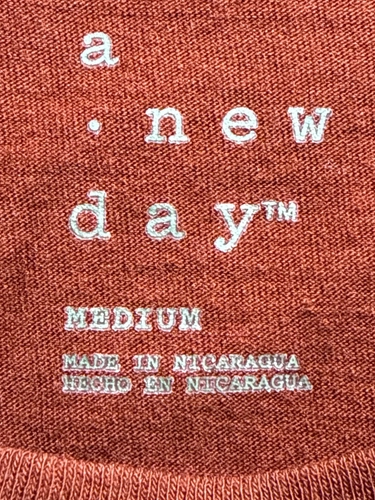 a
· new
day™
MEDIUM
MADE IN NICARAGUA
HECHO EN NICARAGUA